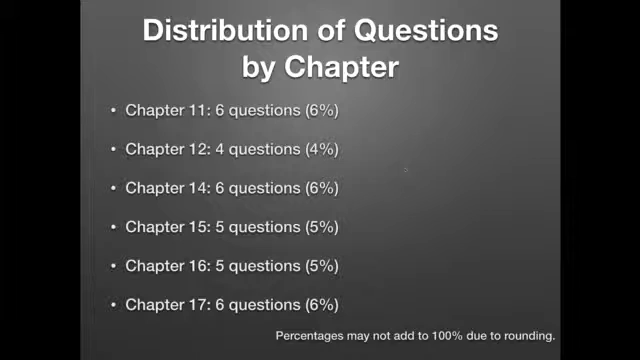 Distribution of Questions
by Chapter
• Chapter 11: 6 questions (6%)
• Chapter 12: 4 questions (4%)
• Chapter 14: 6 questions (6%)
• Chapter 15: 5 questions (5%)
• Chapter 16: 5 questions (5%)
• Chapter 17: 6 questions (6%)
Percentages may not add to 100% due to rounding.